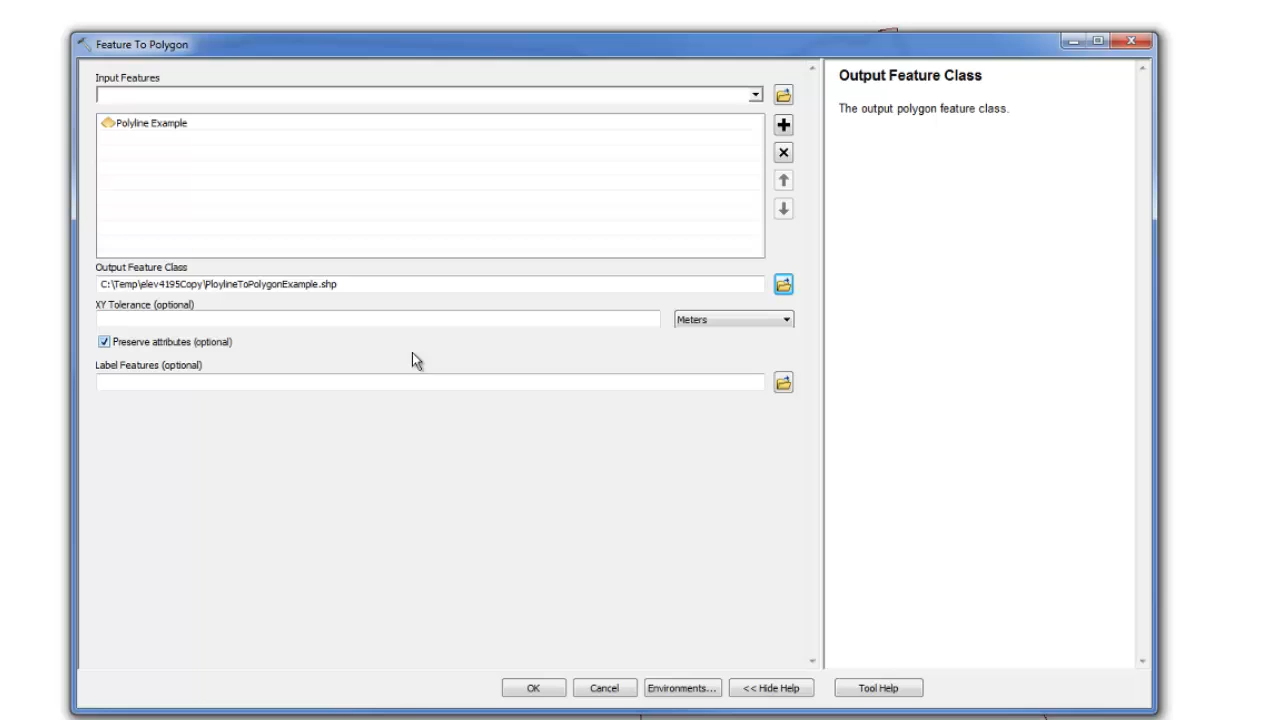 Feature To Polygon
Input Features
Polyline Example
Output Feature Class
C:\Temp\elev4195Copy\PloylineToPolygonExample.shp
XY Tolerance (optional)
Meters
Preserve attributes (optional)
Label Features (optional)
OK
Cancel
Environments...
<< Hide Help
Tool Help
Output Feature Class
The output polygon feature class.